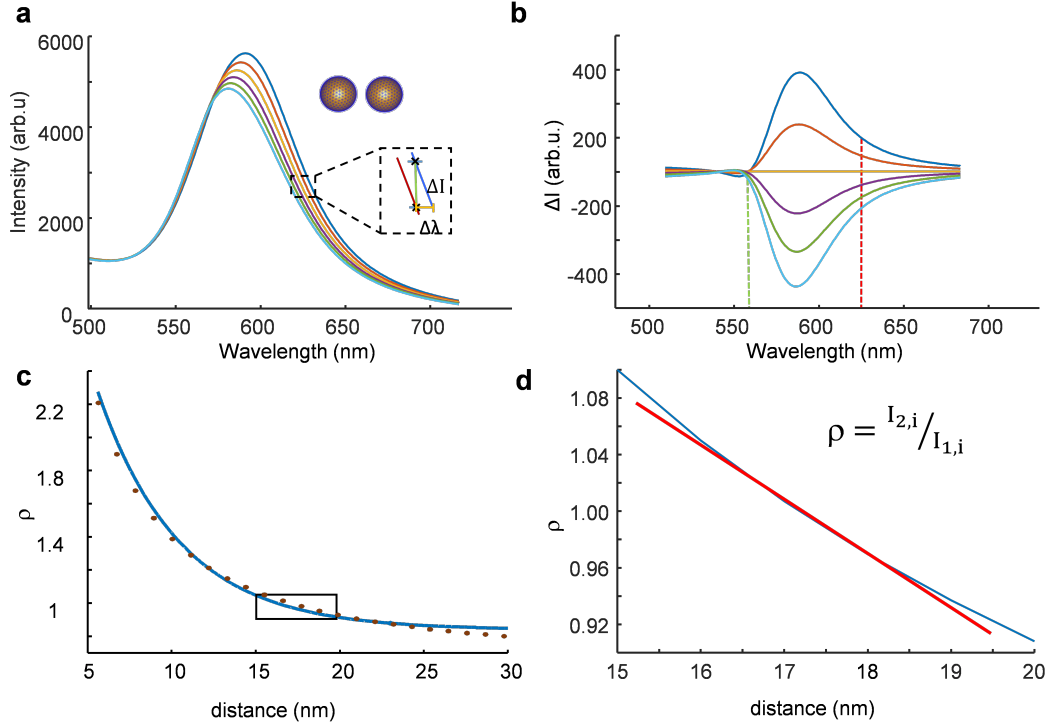 a
Intensity (arb.u)
6000
4000
2000
0
500
550
600
650
700
Wavelength (nm)
ΔI
Δλ
b
ΔI (arb.u.)
400
200
-200
-400
500
550
600
650
700
Wavelength (nm)
c
ρ
2.2
1.8
1.4
1
5
10
15
20
25
30
distance (nm)
d
ρ
1.08
1.04
1.00
0.96
0.92
15
16
17
18
19
20
distance (nm)
ρ = I2,i/I1,i